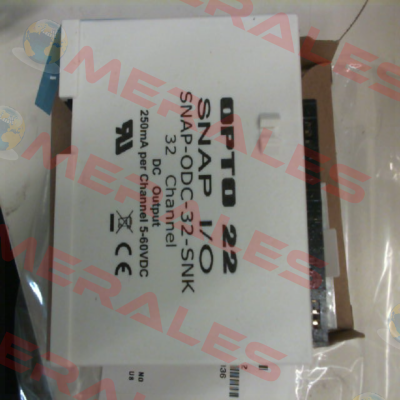 OPTO 22
SNAP I/O
SNAP-ODC-32-SNK
32 Channel
DC Output
250mA per Channel 5-60VDC
MERALES
MERALES
MERALES